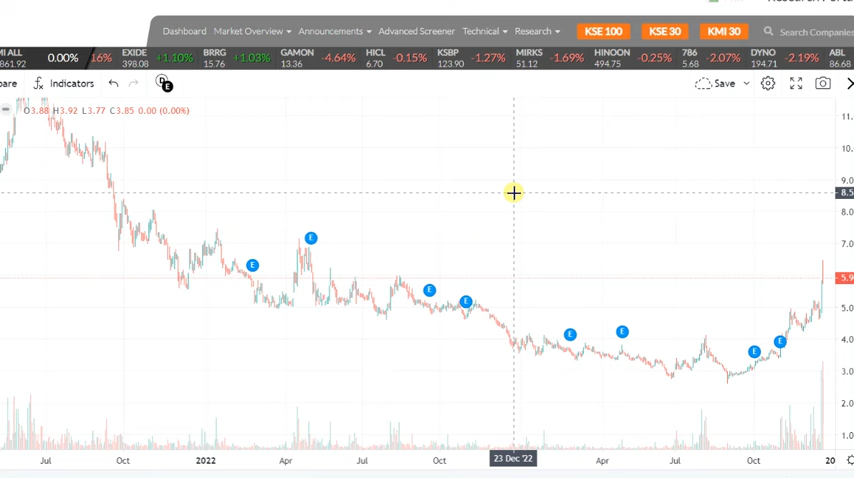 Dashboard Market Overview Announcements Advanced Screener Technical Research KSE 100 KSE 30 KMI 30 Search Companies
MI ALL 0.00% 16% EXIDE +1.10% BRRG +1.03% GAMON -4.64% HICL -0.15% KSBP -1.27% MIRKS -1.69% HINOON -0.25% 786 -2.07% DYNO -2.19% ABL
861.92 398.08 15.76 13.36 6.70 123.90 51.12 494.75 5.68 194.71 86.68
pare Indicators D E Save
O3.88 H3.92 L3.77 C3.85 0.00 (0.00%)
11.
10.0
9.0
8.5
8.0
7.0
E
E
5.9
E
E
5.0
E
E
E
E
4.0
3.0
2.0
1.0
Jul Oct 2022 Apr Jul Oct 23 Dec '22 Apr Jul Oct 20